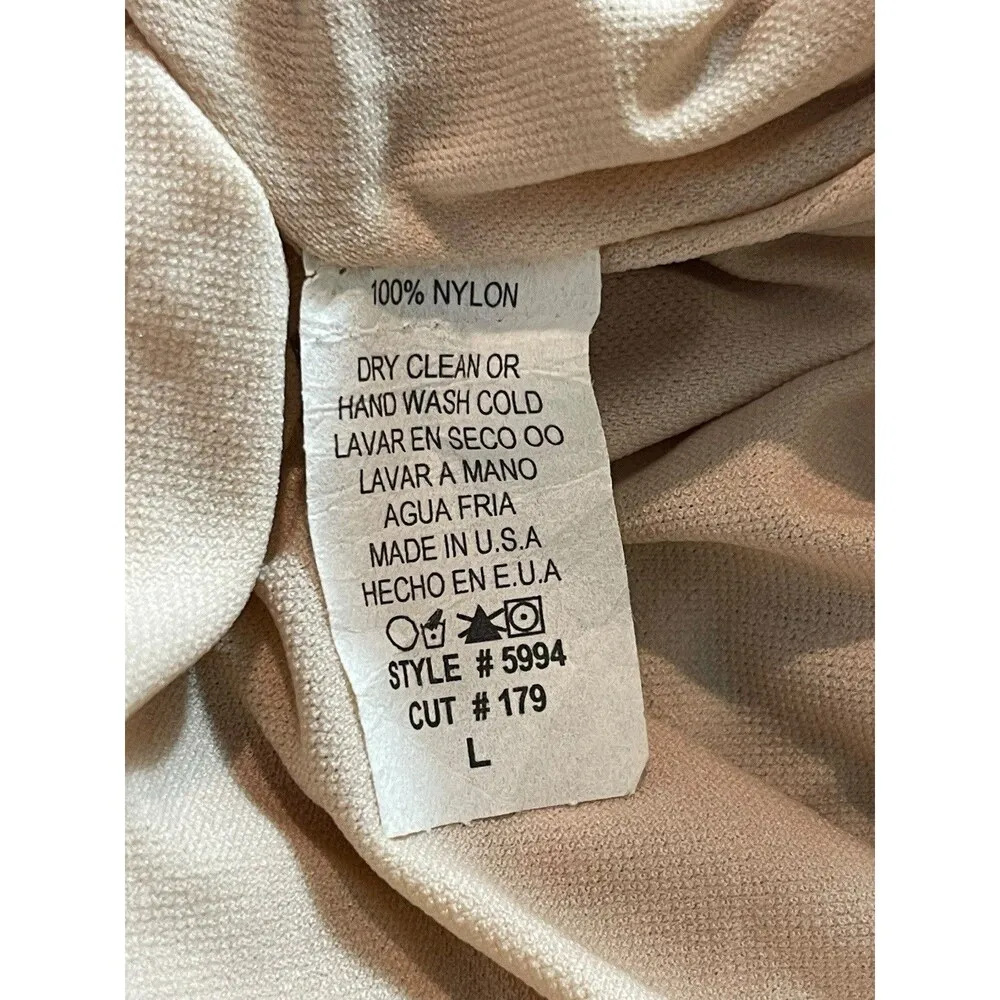 100% NYLON
DRY CLEAN OR
HAND WASH COLD
LAVAR EN SECO OO
LAVAR A MANO
AGUA FRIA
MADE IN U.S.A
HECHO EN E.U.A
STYLE # 5994
CUT # 179
L